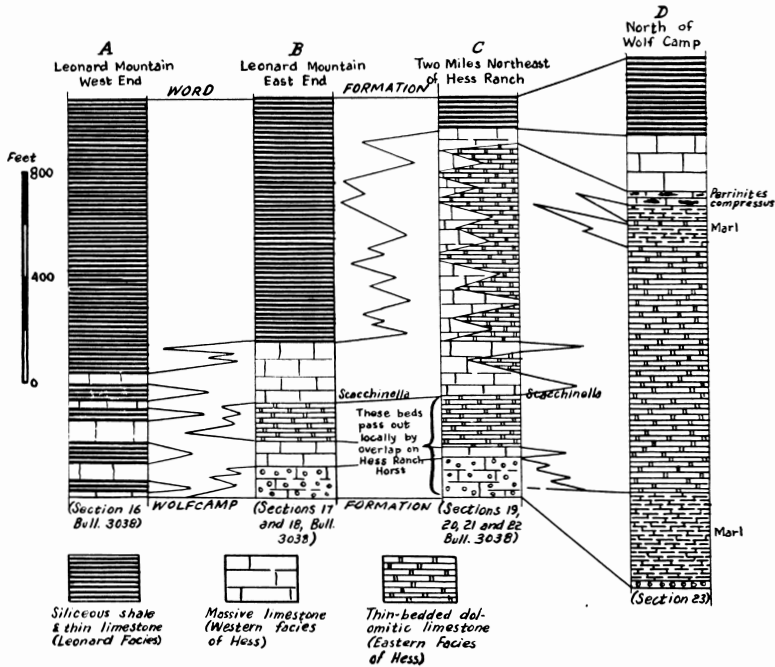 A
Leonard Mountain
West End
B
Leonard Mountain
East End
C
Two Miles Northeast
of Hess Ranch
D
North of
Wolf Camp
WORD
FORMATION
Feet
800
400
0
Parrinites
compressus
Marl
Scacchinella
Scacchinella
These beds
pass out
locally by
overlap on
Hess Ranch
Horst
Marl
(Section 16
Bull. 3038)
WOLFCAMP
(Sections 17
and 18, Bull.
3038)
FORMATION
(Sections 19,
20, 21 and 22
Bull. 3038)
(Section 23)
Siliceous shale
& thin limestone
(Leonard Facies)
Massive limestone
(Western facies
of Hess)
Thin-bedded dol-
omitic limestone
(Eastern Facies
of Hess)